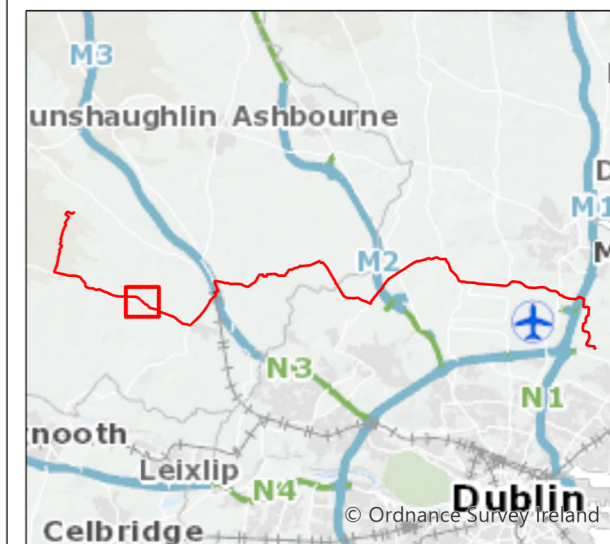 M3
unshaughlin
Ashbourne
D
M1
M2
M
N3
N1
nooth
Leixlip
N4
Dublin
© Ordnance Survey Ireland
Celbridge